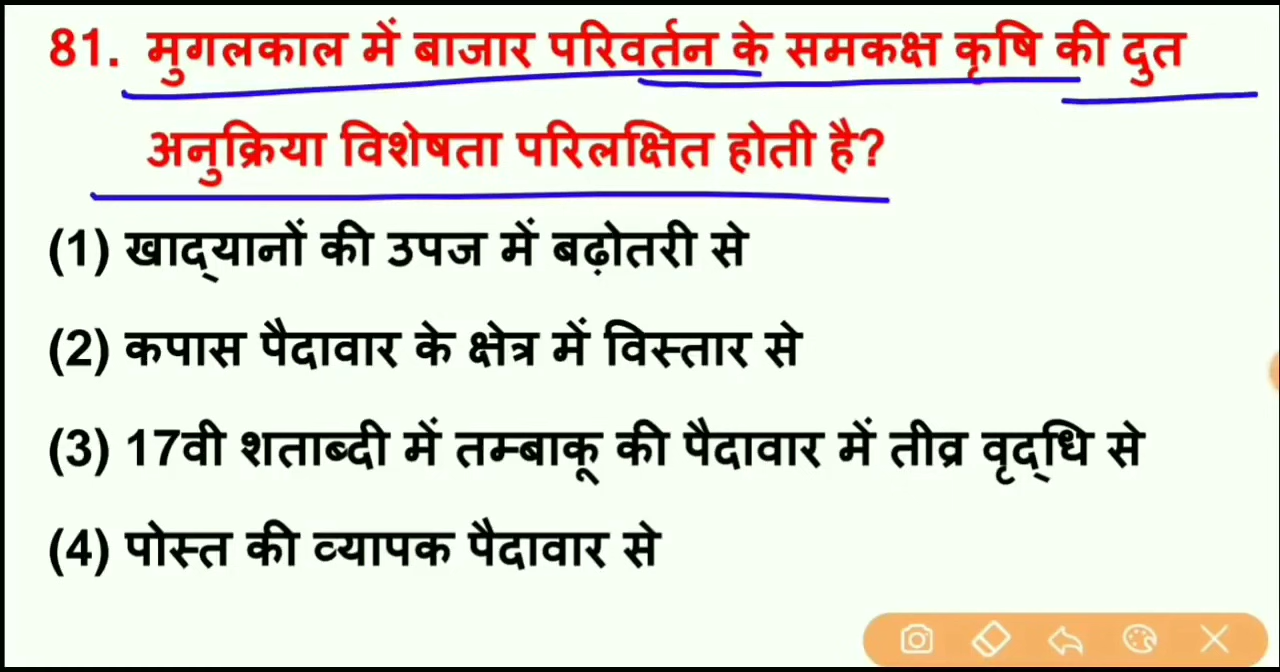 81. मुगलकाल में बाजार परिवर्तन के समकक्ष कृषि की दुत
अनुक्रिया विशेषता परिलक्षित होती है?
(1) खाद्‌यानों की उपज में बढ़ोतरी से
(2) कपास पैदावार के क्षेत्र में विस्तार से
(3) 17वी शताब्दी में तम्बाकू की पैदावार में तीव्र वृद्‌धि से
(4) पोस्त की व्यापक पैदावार से